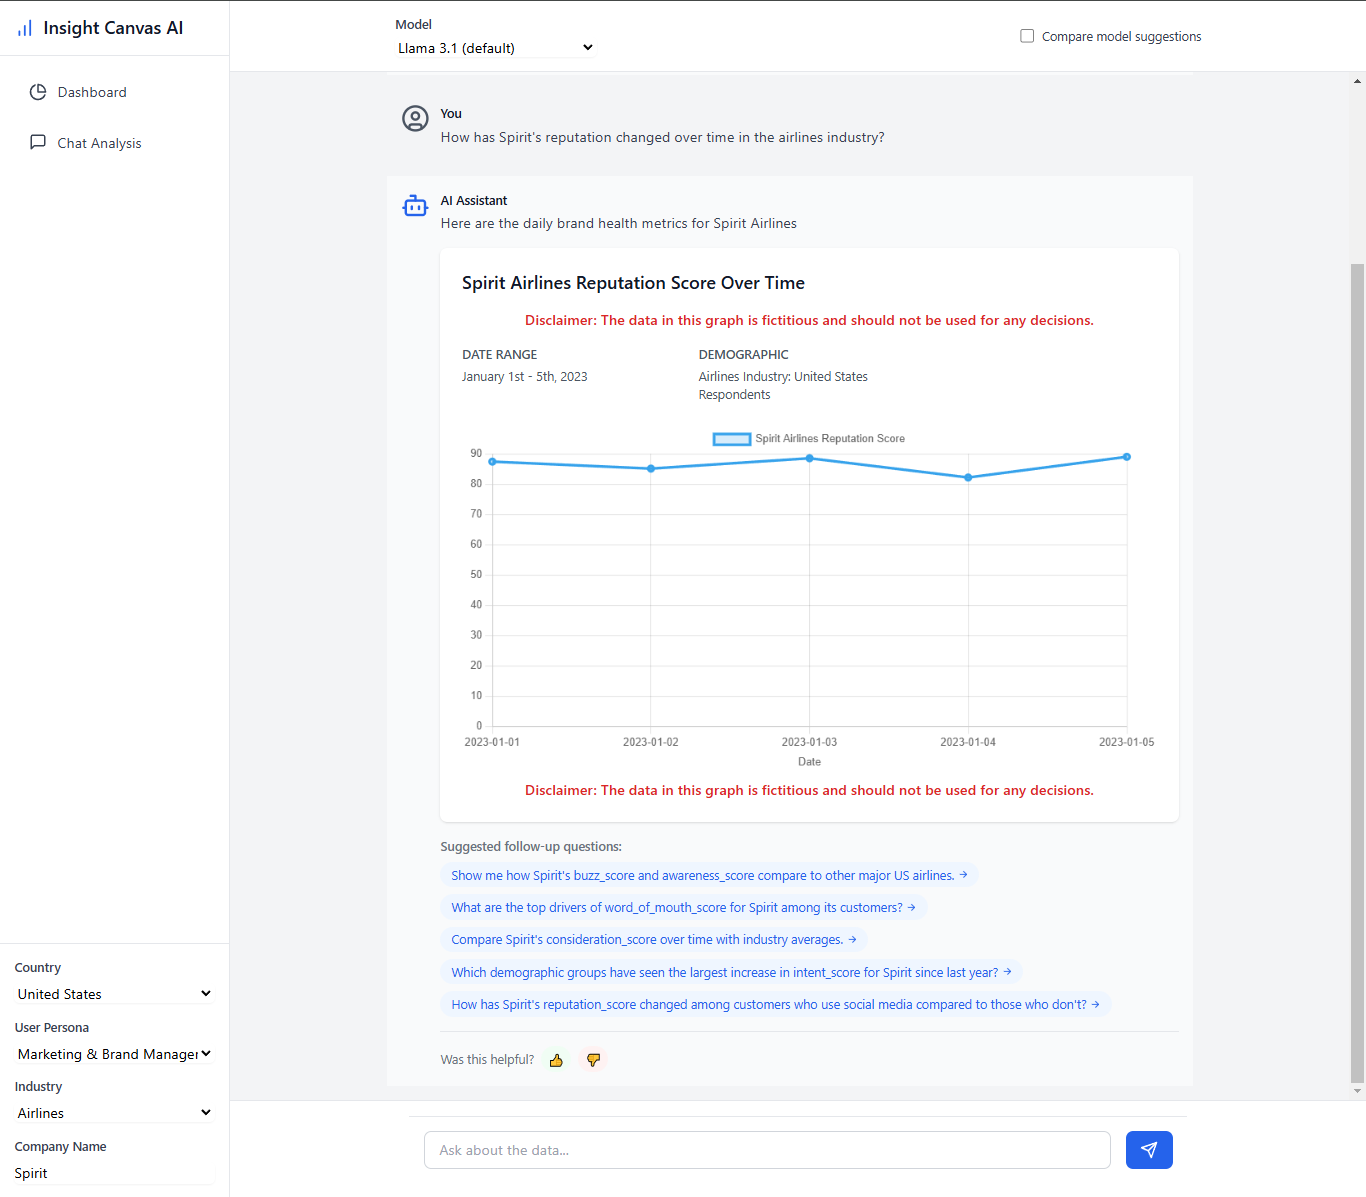 Insight Canvas AI
Dashboard
Chat Analysis
Country
United States
User Persona
Marketing & Brand Manager
Industry
Airlines
Company Name
Spirit
Model
Llama 3.1 (default)
Compare model suggestions
You
How has Spirit's reputation changed over time in the airlines industry?
AI Assistant
Here are the daily brand health metrics for Spirit Airlines
Spirit Airlines Reputation Score Over Time
Disclaimer: The data in this graph is fictitious and should not be used for any decisions.
DATE RANGE
January 1st - 5th, 2023
DEMOGRAPHIC
Airlines Industry: United States
Respondents
Spirit Airlines Reputation Score
90
80
70
60
50
40
30
20
10
0
2023-01-01 2023-01-02 2023-01-03 2023-01-04 2023-01-05
Date
Disclaimer: The data in this graph is fictitious and should not be used for any decisions.
Suggested follow-up questions:
Show me how Spirit's buzz_score and awareness_score compare to other major US airlines. →
What are the top drivers of word_of_mouth_score for Spirit among its customers? →
Compare Spirit's consideration_score over time with industry averages. →
Which demographic groups have seen the largest increase in intent_score for Spirit since last year? →
How has Spirit's reputation_score changed among customers who use social media compared to those who don't? →
Was this helpful? 👍 👎
Ask about the data...